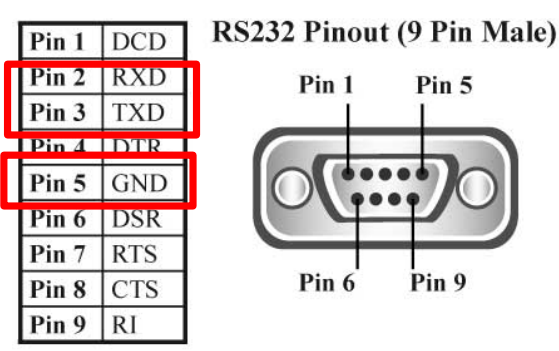 RS232 Pinout (9 Pin Male)
Pin 1 DCD
Pin 2 RXD
Pin 3 TXD
Pin 4 DTR
Pin 5 GND
Pin 6 DSR
Pin 7 RTS
Pin 8 CTS
Pin 9 RI
Pin 1 Pin 5
Pin 6 Pin 9